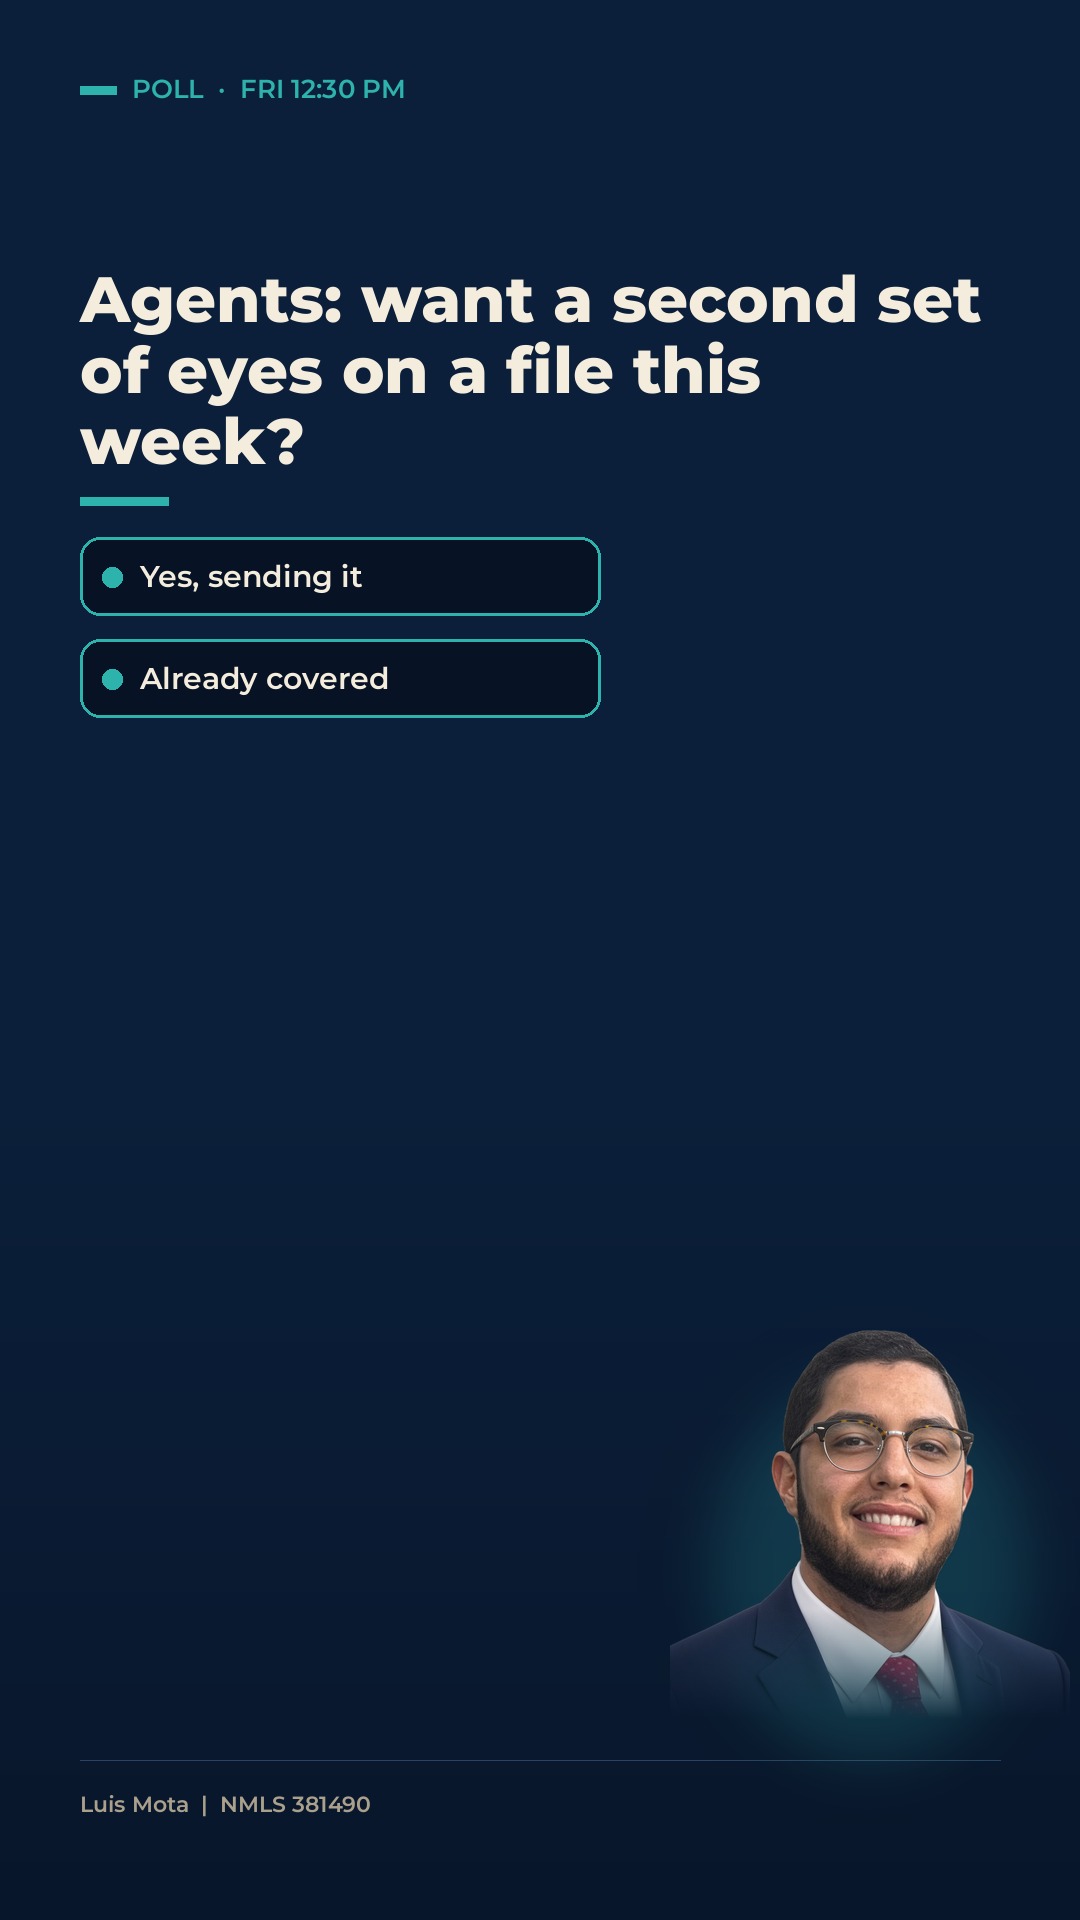 POLL · FRI 12:30 PM
Agents: want a second set
of eyes on a file this
week?
Yes, sending it
Already covered
Luis Mota | NMLS 381490